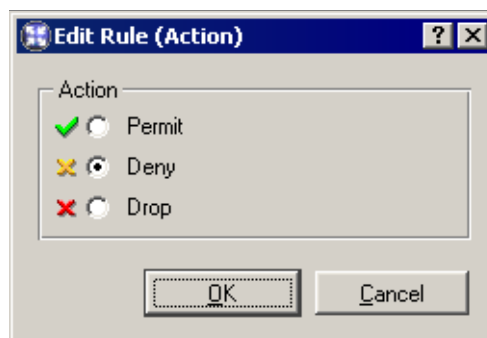 Edit Rule (Action)
Action
Permit
Deny
Drop
OK
Cancel